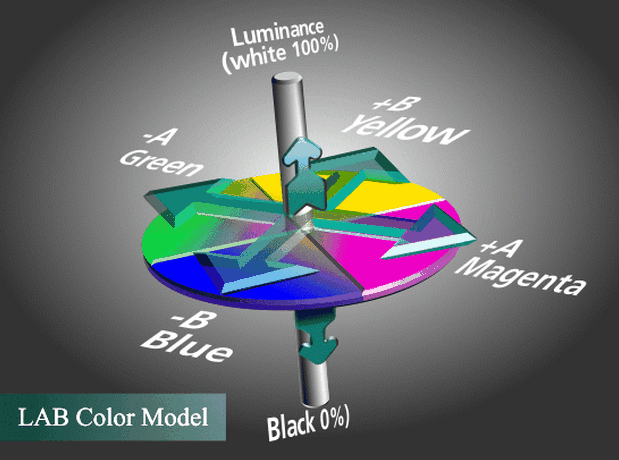 Luminance
(white 100%)
+B
Yellow
-A
Green
+A
Magenta
-B
Blue
Black 0%)
LAB Color Model